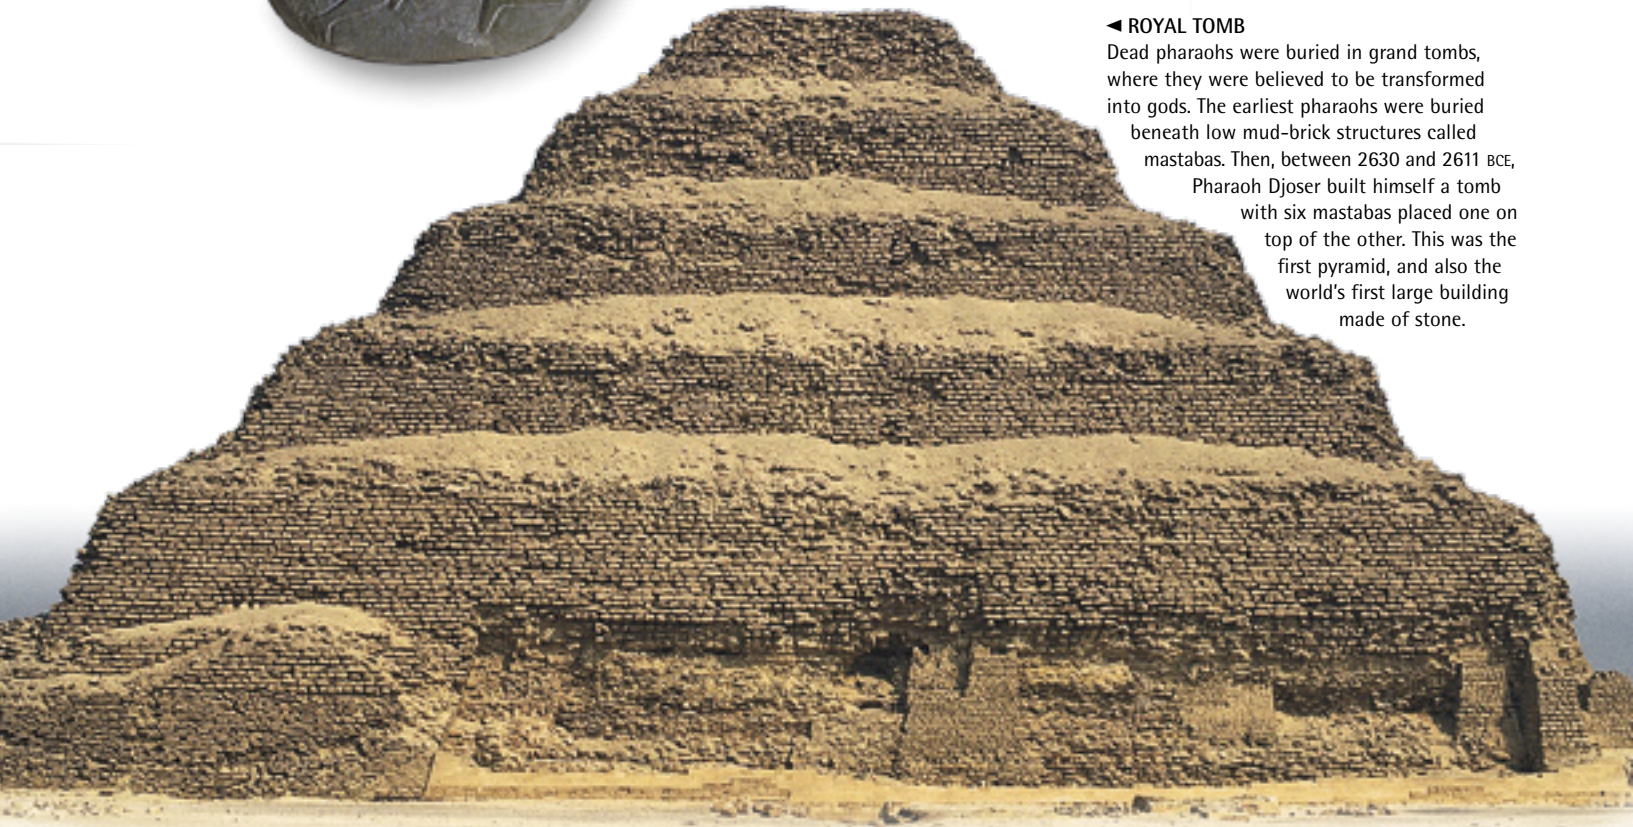 ◄ ROYAL TOMB
Dead pharaohs were buried in grand tombs,
where they were believed to be transformed
into gods. The earliest pharaohs were buried
beneath low mud-brick structures called
mastabas. Then, between 2630 and 2611 BCE,
Pharaoh Djoser built himself a tomb
with six mastabas placed one on
top of the other. This was the
first pyramid, and also the
world's first large building
made of stone.